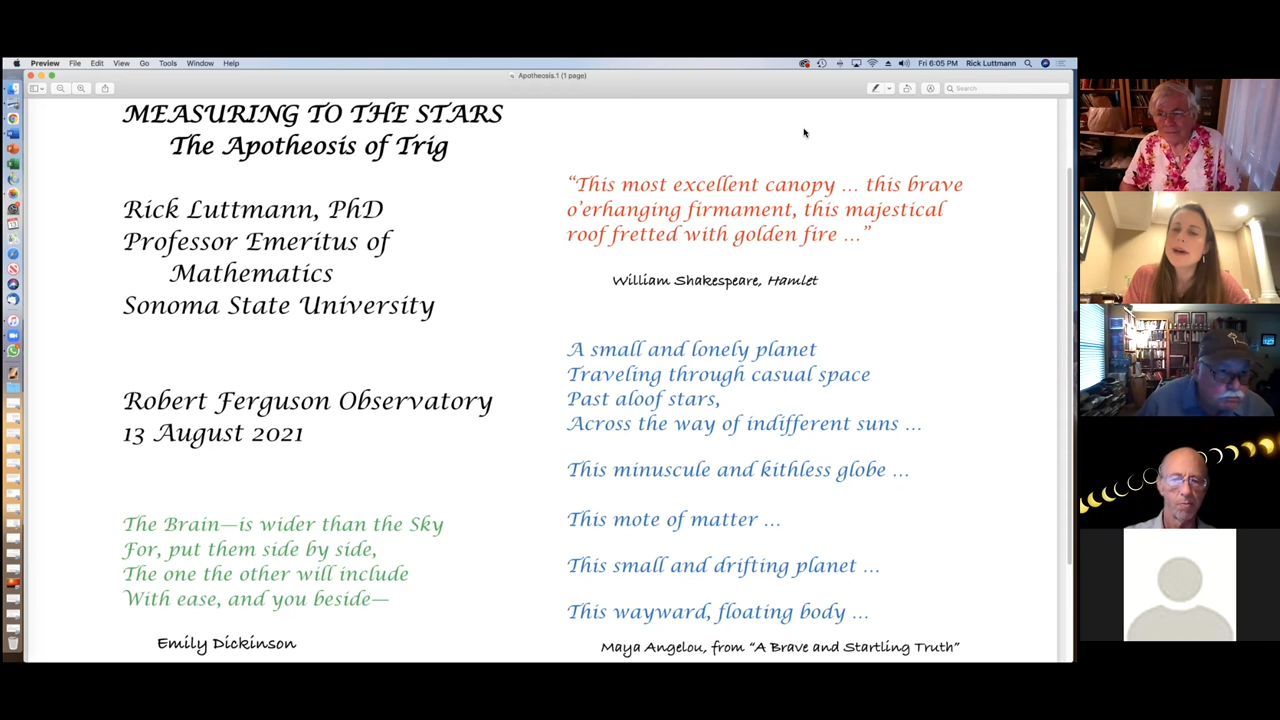 Preview File Edit View Go Tools Window Help
Fri 6:05 PM Rick Luttmann
Apotheosis.1 (1 page)
Search
MEASURING TO THE STARS
The Apotheosis of Trig
Rick Luttmann, PhD
Professor Emeritus of
Mathematics
Sonoma State University
Robert Ferguson Observatory
13 August 2021
The Brain—is wider than the Sky
For, put them side by side,
The one the other will include
With ease, and you beside—
Emily Dickinson
“This most excellent canopy … this brave
o’erhanging firmament, this majestical
roof fretted with golden fire …”
William Shakespeare, Hamlet
A small and lonely planet
Traveling through casual space
Past aloof stars,
Across the way of indifferent suns …
This minuscule and kithless globe …
This mote of matter …
This small and drifting planet …
This wayward, floating body …
Maya Angelou, from “A Brave and Startling Truth”